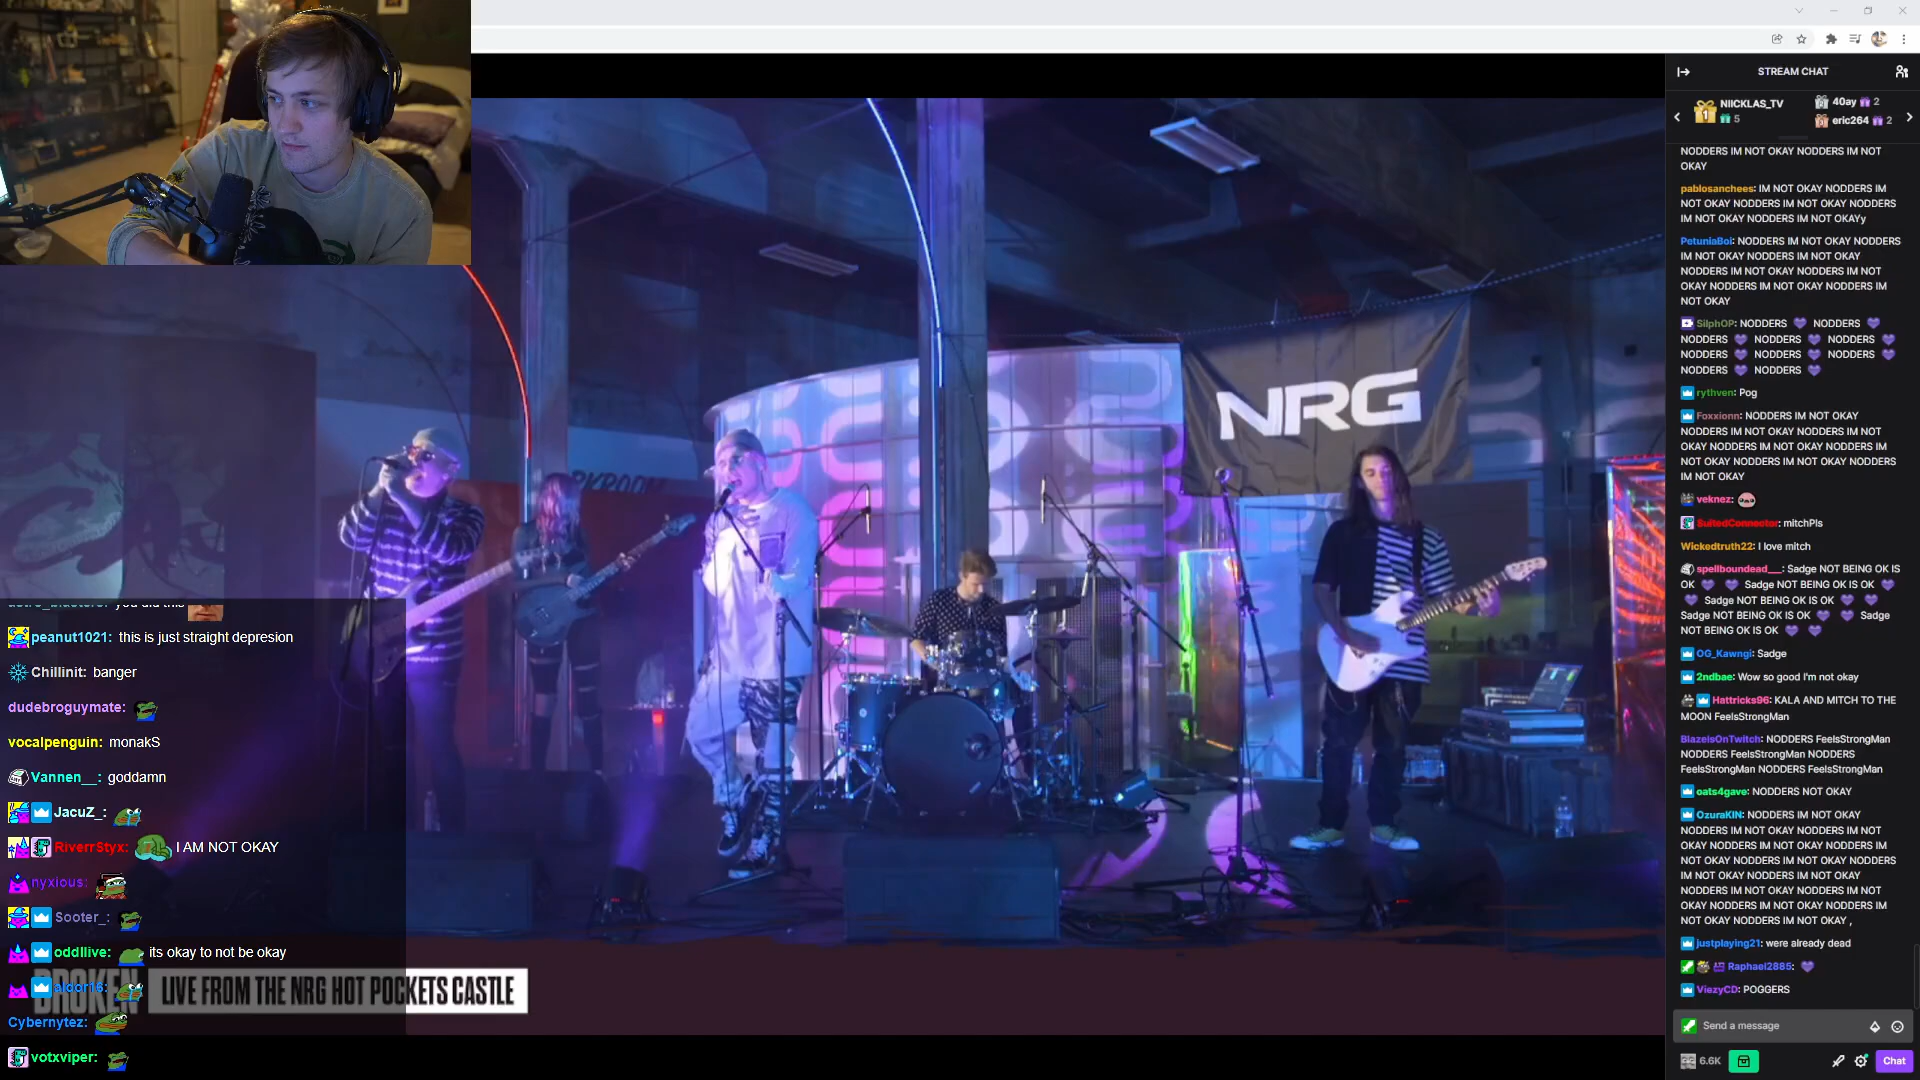 STREAM CHAT
NIICKLAS_TV
5
40ay 2
eric264 2
NODDERS IM NOT OKAY NODDERS IM NOT
OKAY
pablosanchees: IM NOT OKAY NODDERS IM
NOT OKAY NODDERS IM NOT OKAY NODDERS
IM NOT OKAY NODDERS IM NOT OKAYy
PetuniaBoi: NODDERS IM NOT OKAY NODDERS
IM NOT OKAY NODDERS IM NOT OKAY
NODDERS IM NOT OKAY NODDERS IM NOT
OKAY NODDERS IM NOT OKAY NODDERS IM
NOT OKAY
SilphOP: NODDERS NODDERS
NODDERS NODDERS NODDERS
NODDERS NODDERS NODDERS
NODDERS NODDERS
rythven: Pog
Foxxionn: NODDERS IM NOT OKAY
NODDERS IM NOT OKAY NODDERS IM NOT
OKAY NODDERS IM NOT OKAY NODDERS IM
NOT OKAY NODDERS IM NOT OKAY NODDERS
IM NOT OKAY
veknez:
SuitedConnector: mitchPls
Wickedtruth22: I love mitch
spellboundead__: Sadge NOT BEING OK IS
OK Sadge NOT BEING OK IS OK
Sadge NOT BEING OK IS OK
Sadge NOT BEING OK IS OK Sadge
NOT BEING OK IS OK
OG_Kawngi: Sadge
2ndbae: Wow so good I'm not okay
Hattricks96: KALA AND MITCH TO THE
MOON FeelsStrongMan
BlazeIsOnTwitch: NODDERS FeelsStrongMan
NODDERS FeelsStrongMan NODDERS
FeelsStrongMan NODDERS FeelsStrongMan
oats4gave: NODDERS NOT OKAY
OzuraKIN: NODDERS IM NOT OKAY
NODDERS IM NOT OKAY NODDERS IM NOT
OKAY NODDERS IM NOT OKAY NODDERS IM
NOT OKAY NODDERS IM NOT OKAY NODDERS
IM NOT OKAY NODDERS IM NOT OKAY
NODDERS IM NOT OKAY NODDERS IM NOT
OKAY NODDERS IM NOT OKAY NODDERS IM
NOT OKAY NODDERS IM NOT OKAY ,
justplaying21: were already dead
Raphael2885:
ViezyCD: POGGERS
Send a message
6.6K
Chat
NRG
you did this
peanut1021: this is just straight depresion
Chillinit: banger
dudebroguymate:
vocalpenguin: monakS
Vannen__: goddamn
JacuZ_:
RiverrStyx: I AM NOT OKAY
nyxious:
Sooter_:
oddllive: its okay to not be okay
aldor16:
BROKEN LIVE FROM THE NRG HOT POCKETS CASTLE
Cybernytez:
votxviper: